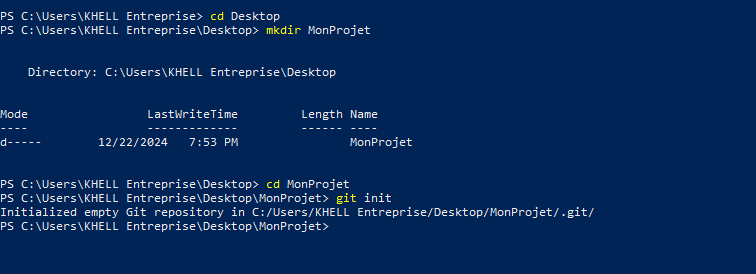 PS C:\Users\KHELL Entreprise> cd Desktop
PS C:\Users\KHELL Entreprise\Desktop> mkdir MonProjet
Directory: C:\Users\KHELL Entreprise\Desktop
Mode LastWriteTime Length Name
---- ------------- ------ ----
d----- 12/22/2024 7:53 PM MonProjet
PS C:\Users\KHELL Entreprise\Desktop> cd MonProjet
PS C:\Users\KHELL Entreprise\Desktop\MonProjet> git init
Initialized empty Git repository in C:/Users/KHELL Entreprise/Desktop/MonProjet/.git/
PS C:\Users\KHELL Entreprise\Desktop\MonProjet>